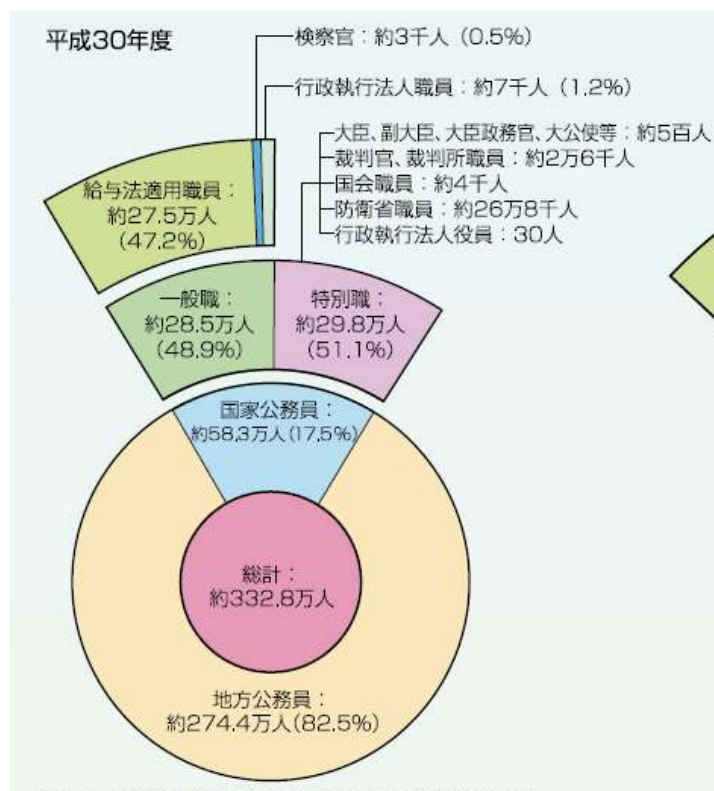 平成30年度
検察官：約3千人（0.5%）
行政執行法人職員：約7千人（1.2%）
大臣、副大臣、大臣政務官、大公使等：約5百人
裁判官、裁判所職員：約2万6千人
国会職員：約4千人
防衛省職員：約26万8千人
行政執行法人役員：30人
給与法適用職員：
約27.5万人
(47.2%)
一般職：
約28.5万人
(48.9%)
特別職：
約29.8万人
(51.1%)
国家公務員：
約58.3万人(17.5%)
総計：
約332.8万人
地方公務員：
約274.4万人(82.5%)